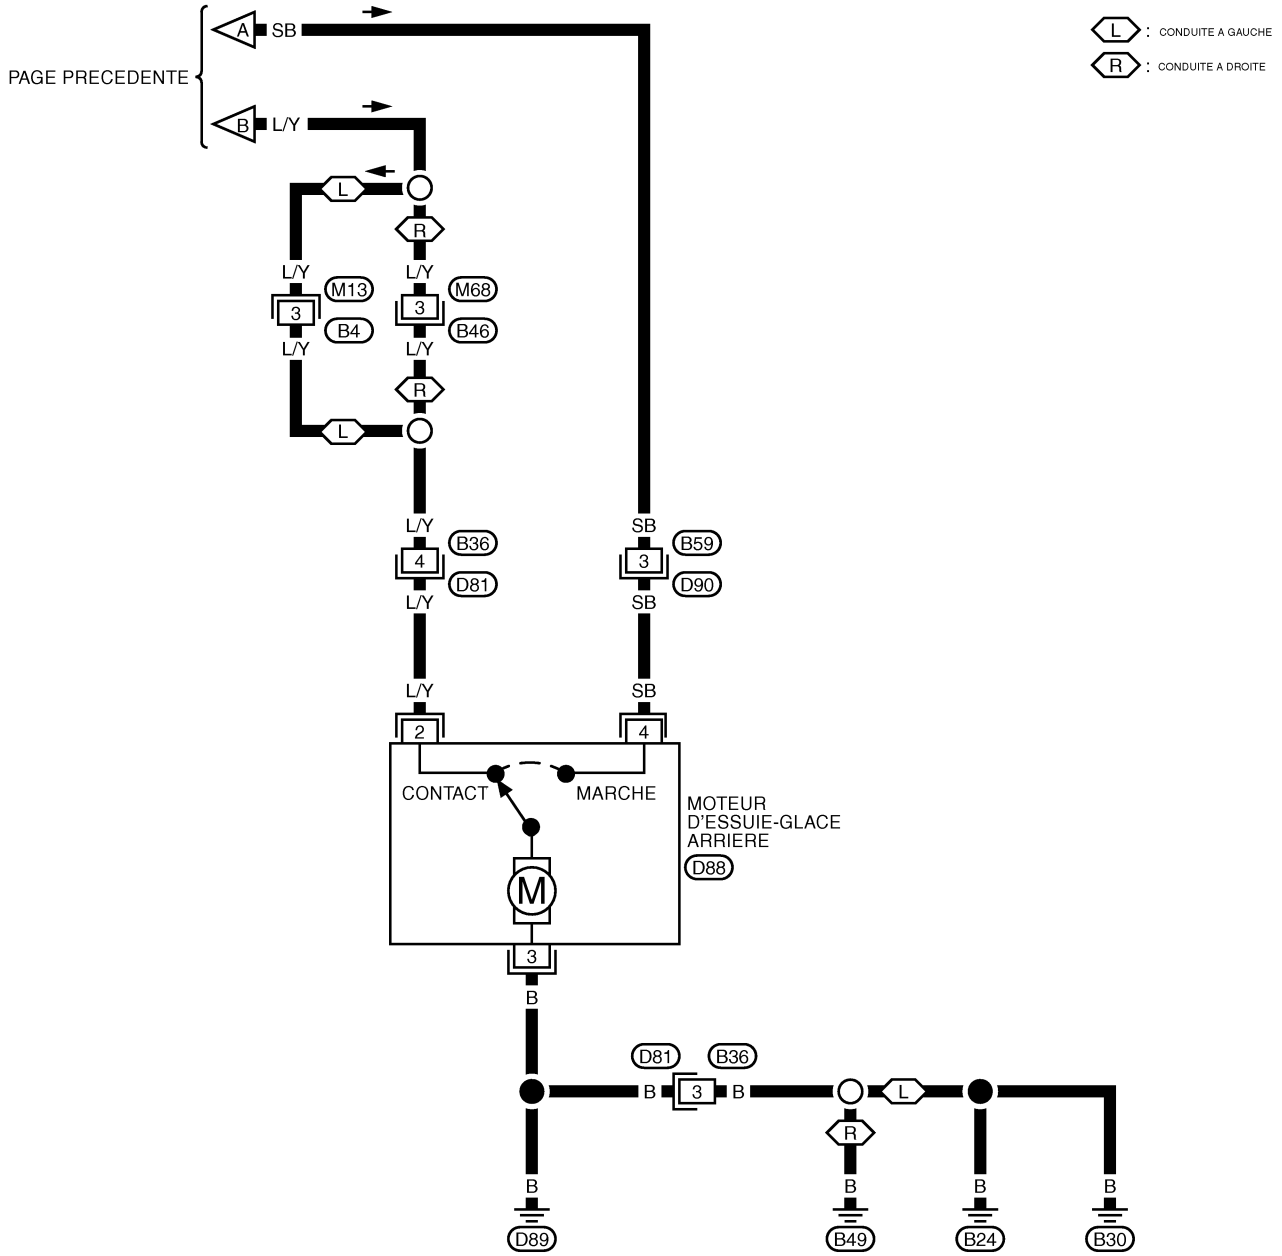 A SB
L : CONDUITE A GAUCHE
R : CONDUITE A DROITE
PAGE PRECEDENTE
B L/Y
L
R
L/Y L/Y
M13 M68
3 3
B4 B46
L/Y L/Y
R
L
L/Y SB
B36 B59
4 3
D81 D90
L/Y SB
L/Y SB
2 4
CONTACT MARCHE
MOTEUR
D'ESSUIE-GLACE
ARRIERE
D88
M
3
B
D81 B36
B 3 B L
R
B B B B
D89 B49 B24 B30